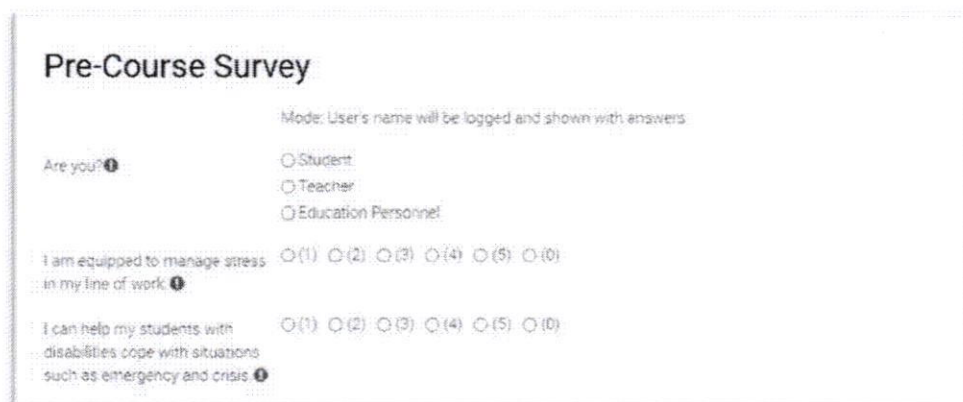 Pre-Course Survey
Mode: User's name will be logged and shown with answers
Are you?
Student
Teacher
Education Personnel
I am equipped to manage stress (1) (2) (3) (4) (5) (0)
in my line of work.
I can help my students with (1) (2) (3) (4) (5) (0)
disabilities cope with situations
such as emergency and crisis.